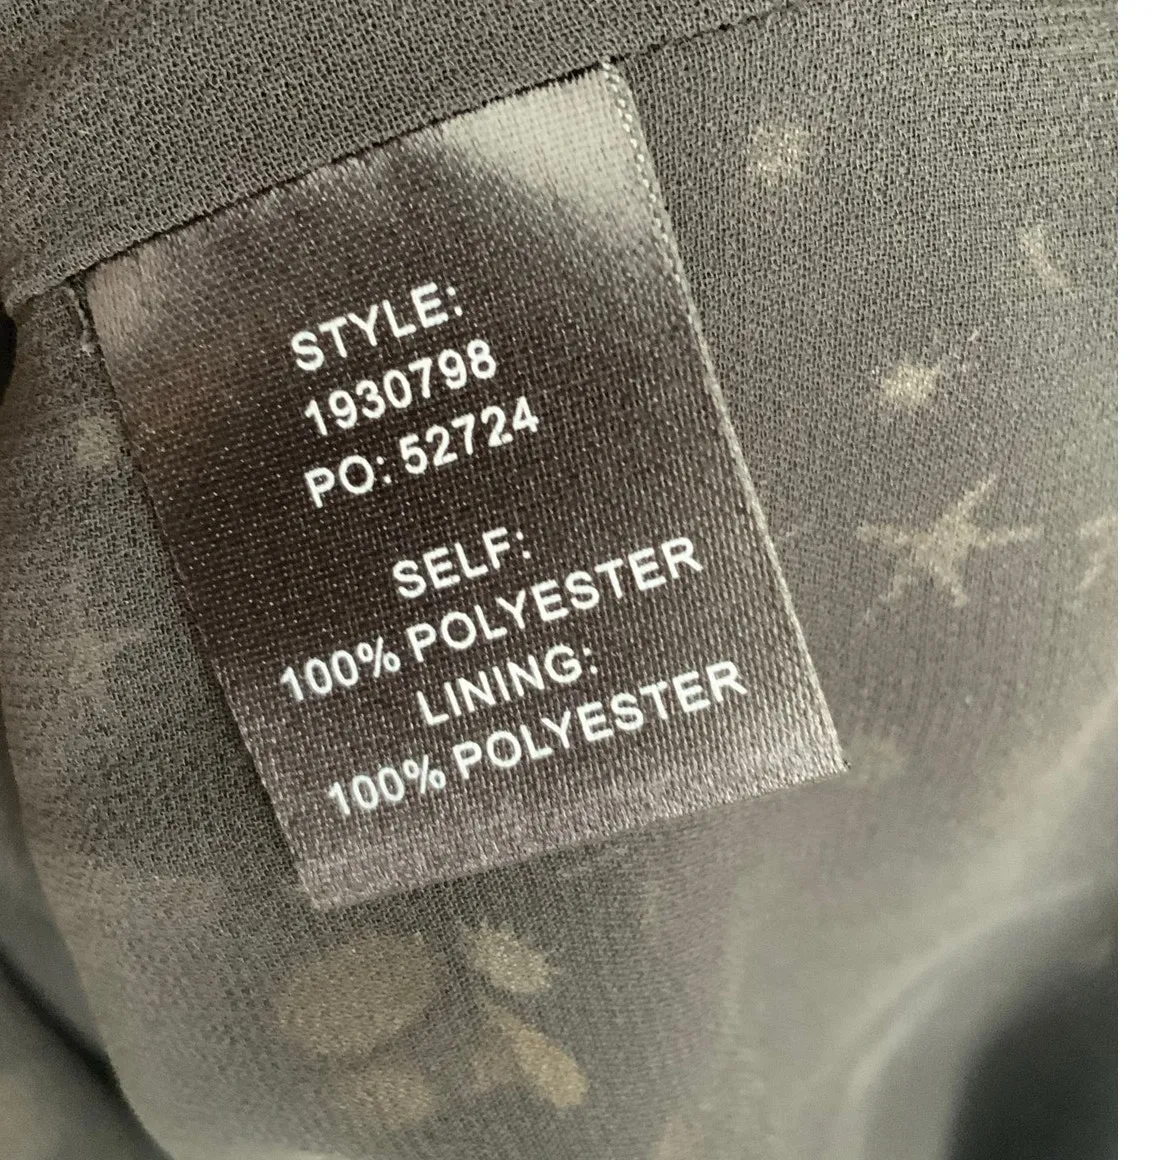 STYLE:
1930798
PO: 52724
SELF:
100% POLYESTER
LINING:
100% POLYESTER